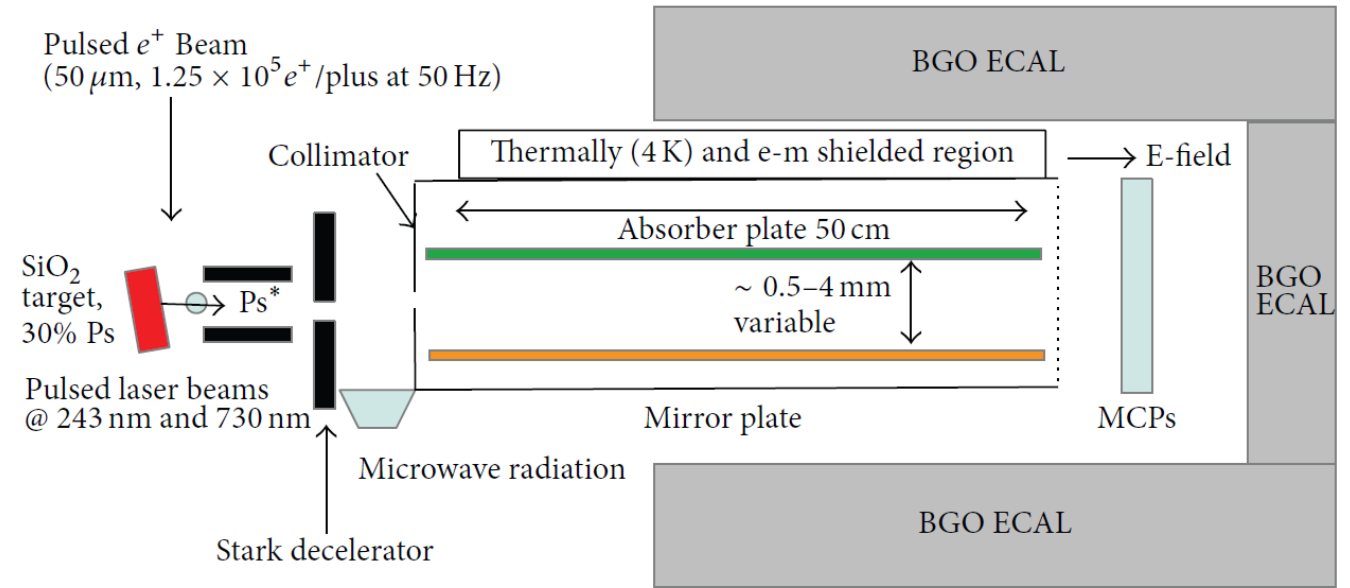 Pulsed e⁺ Beam
(50 μm, 1.25 × 10⁵ e⁺/plus at 50 Hz)
BGO ECAL
Collimator
Thermally (4 K) and e-m shielded region
E-field
Absorber plate 50 cm
SiO₂
target,
30% Ps
Ps*
∼ 0.5–4 mm
variable
BGO
ECAL
Pulsed laser beams
@ 243 nm and 730 nm
Mirror plate
MCPs
Microwave radiation
Stark decelerator
BGO ECAL